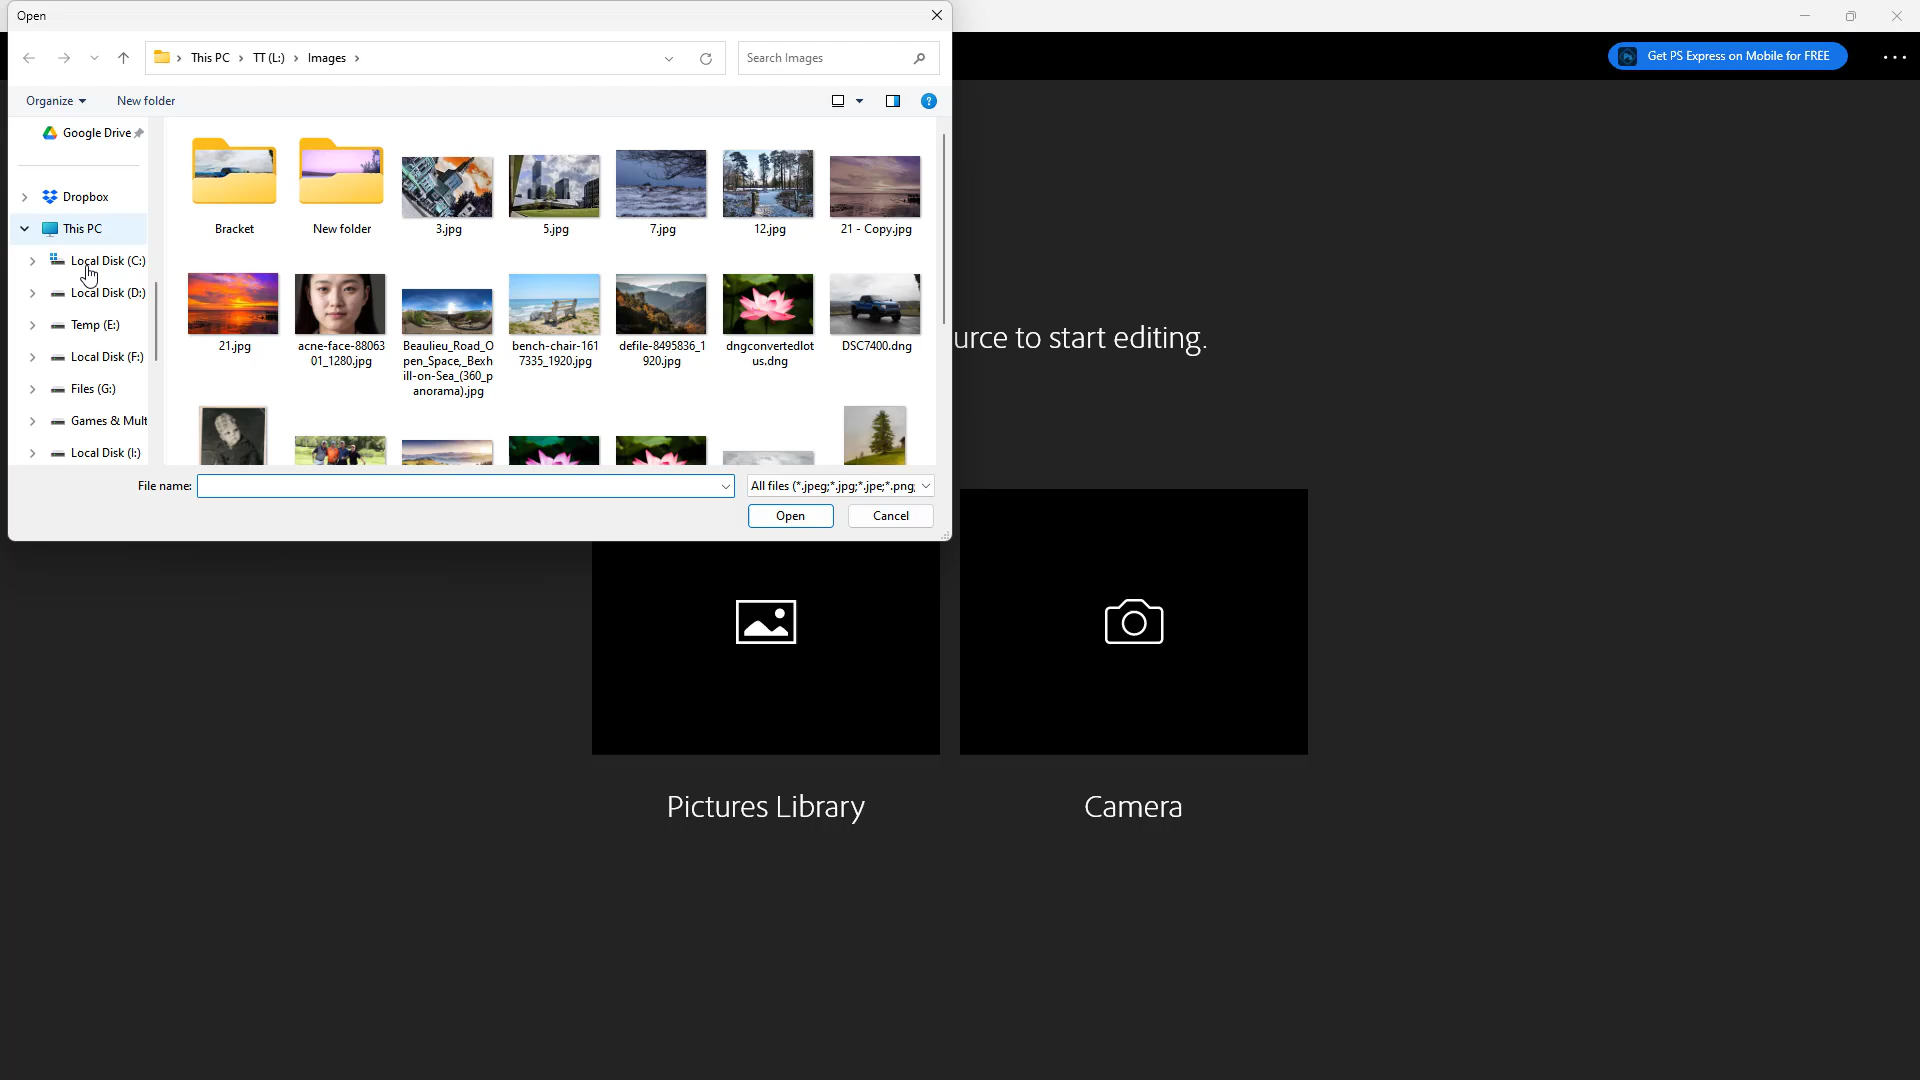 Open
This PC
TT (L:)
Images
Search Images
Get PS Express on Mobile for FREE
Organize
New folder
Google Drive
Dropbox
This PC
Local Disk (C:)
Local Disk (D:)
Temp (E:)
Local Disk (F:)
Files (G:)
Games & Mult
Local Disk (I:)
Bracket
New folder
3.jpg
5.jpg
7.jpg
12.jpg
21 - Copy.jpg
21.jpg
acne-face-88063
01_1280.jpg
Beaulieu_Road_O
pen_Space,_Bexh
ill-on-Sea_(360_p
anorama).jpg
bench-chair-161
7335_1920.jpg
defile-8495836_1
920.jpg
dngconvertedlot
us.dng
DSC7400.dng
urce to start editing.
File name:
All files (*.jpeg;*.jpg;*.jpe;*.png;
Open
Cancel
Pictures Library
Camera